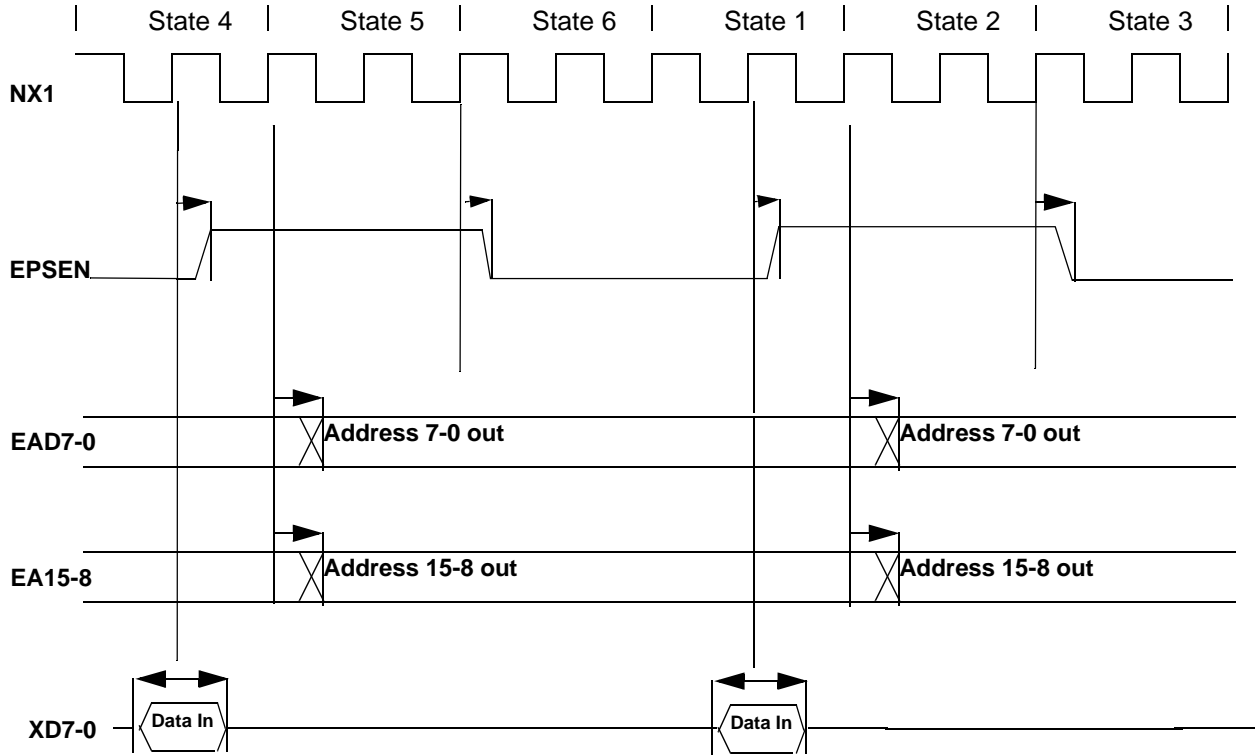 State 4 State 5 State 6 State 1 State 2 State 3
NX1
EPSEN
EAD7-0 Address 7-0 out Address 7-0 out
EA15-8 Address 15-8 out Address 15-8 out
XD7-0 Data In Data In